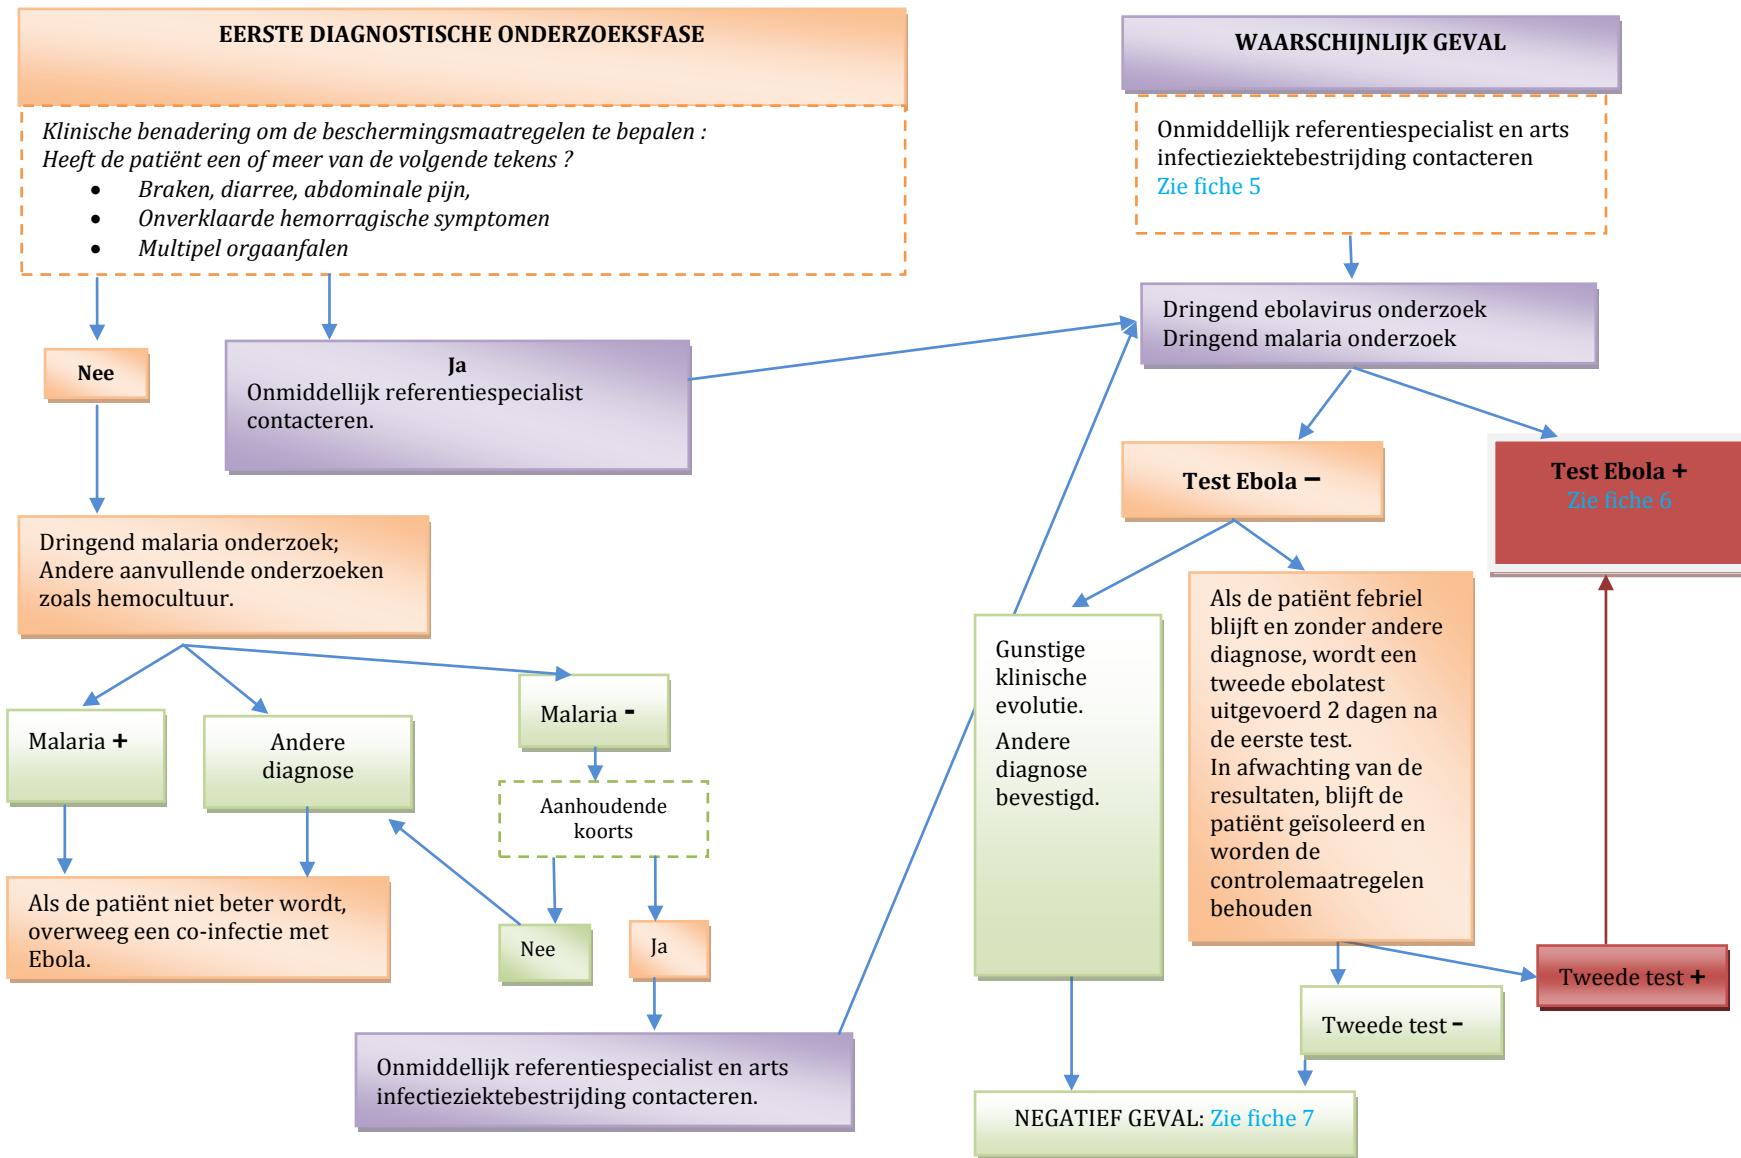 EERSTE DIAGNOSTISCHE ONDERZOEKSFASE
Klinische benadering om de beschermingsmaatregelen te bepalen :
Heeft de patiënt een of meer van de volgende tekens ?
• Braken, diarree, abdominale pijn,
• Onverklaarde hemorragische symptomen
• Multipel orgaanfalen
Nee
Ja
Onmiddellijk referentiespecialist
contacteren.
Dringend malaria onderzoek;
Andere aanvullende onderzoeken
zoals hemocultuur.
Malaria +
Andere
diagnose
Malaria -
Aanhoudende
koorts
Als de patiënt niet beter wordt,
overweeg een co-infectie met
Ebola.
Nee
Ja
Onmiddellijk referentiespecialist en arts
infectieziektebestrijding contacteren.
WAARSCHIJNLIJK GEVAL
Onmiddellijk referentiespecialist en arts
infectieziektebestrijding contacteren
Zie fiche 5
Dringend ebolavirus onderzoek
Dringend malaria onderzoek
Test Ebola –
Test Ebola +
Zie fiche 6
Gunstige
klinische
evolutie.
Andere
diagnose
bevestigd.
Als de patiënt febriel
blijft en zonder andere
diagnose, wordt een
tweede ebolatest
uitgevoerd 2 dagen na
de eerste test.
In afwachting van de
resultaten, blijft de
patiënt geïsoleerd en
worden de
controlemaatregelen
behouden
Tweede test +
Tweede test -
NEGATIEF GEVAL: Zie fiche 7